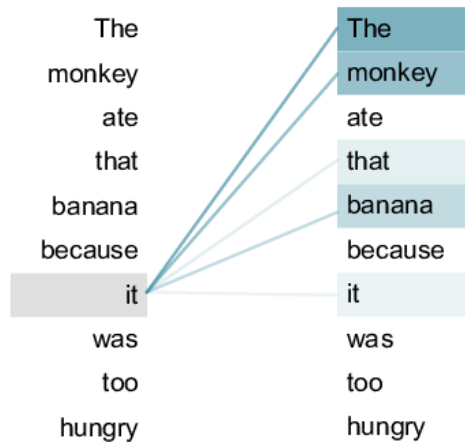 The The
monkey monkey
ate ate
that that
banana banana
because because
it it
was was
too too
hungry hungry